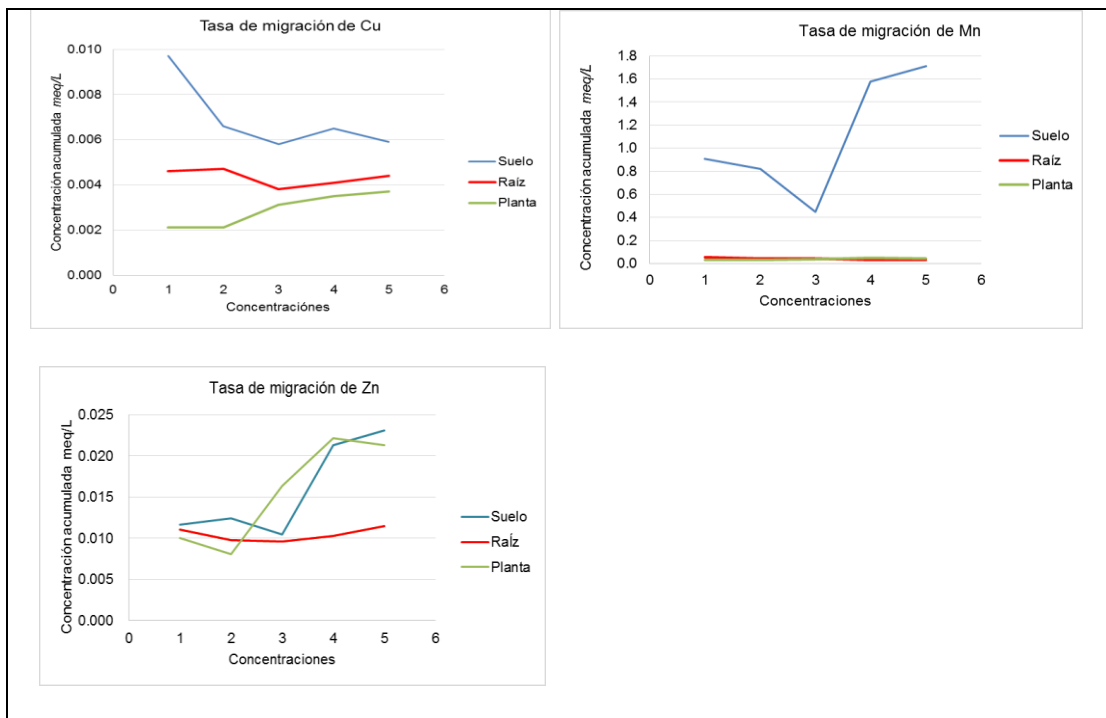 Tasa de migración de Cu
Concentración acumulada meq/L
0.010
0.008
0.006
0.004
0.002
0.000
0 1 2 3 4 5 6
Concentraciónes
Suelo
Raíz
Planta
Tasa de migración de Mn
Concentración acumulada meq/L
1.8
1.6
1.4
1.2
1.0
0.8
0.6
0.4
0.2
0.0
0 1 2 3 4 5 6
Concentraciones
Suelo
Raíz
Planta
Tasa de migración de Zn
Concentración acumulada meq/L
0.025
0.020
0.015
0.010
0.005
0.000
0 1 2 3 4 5 6
Concentraciones
Suelo
Raíz
Planta